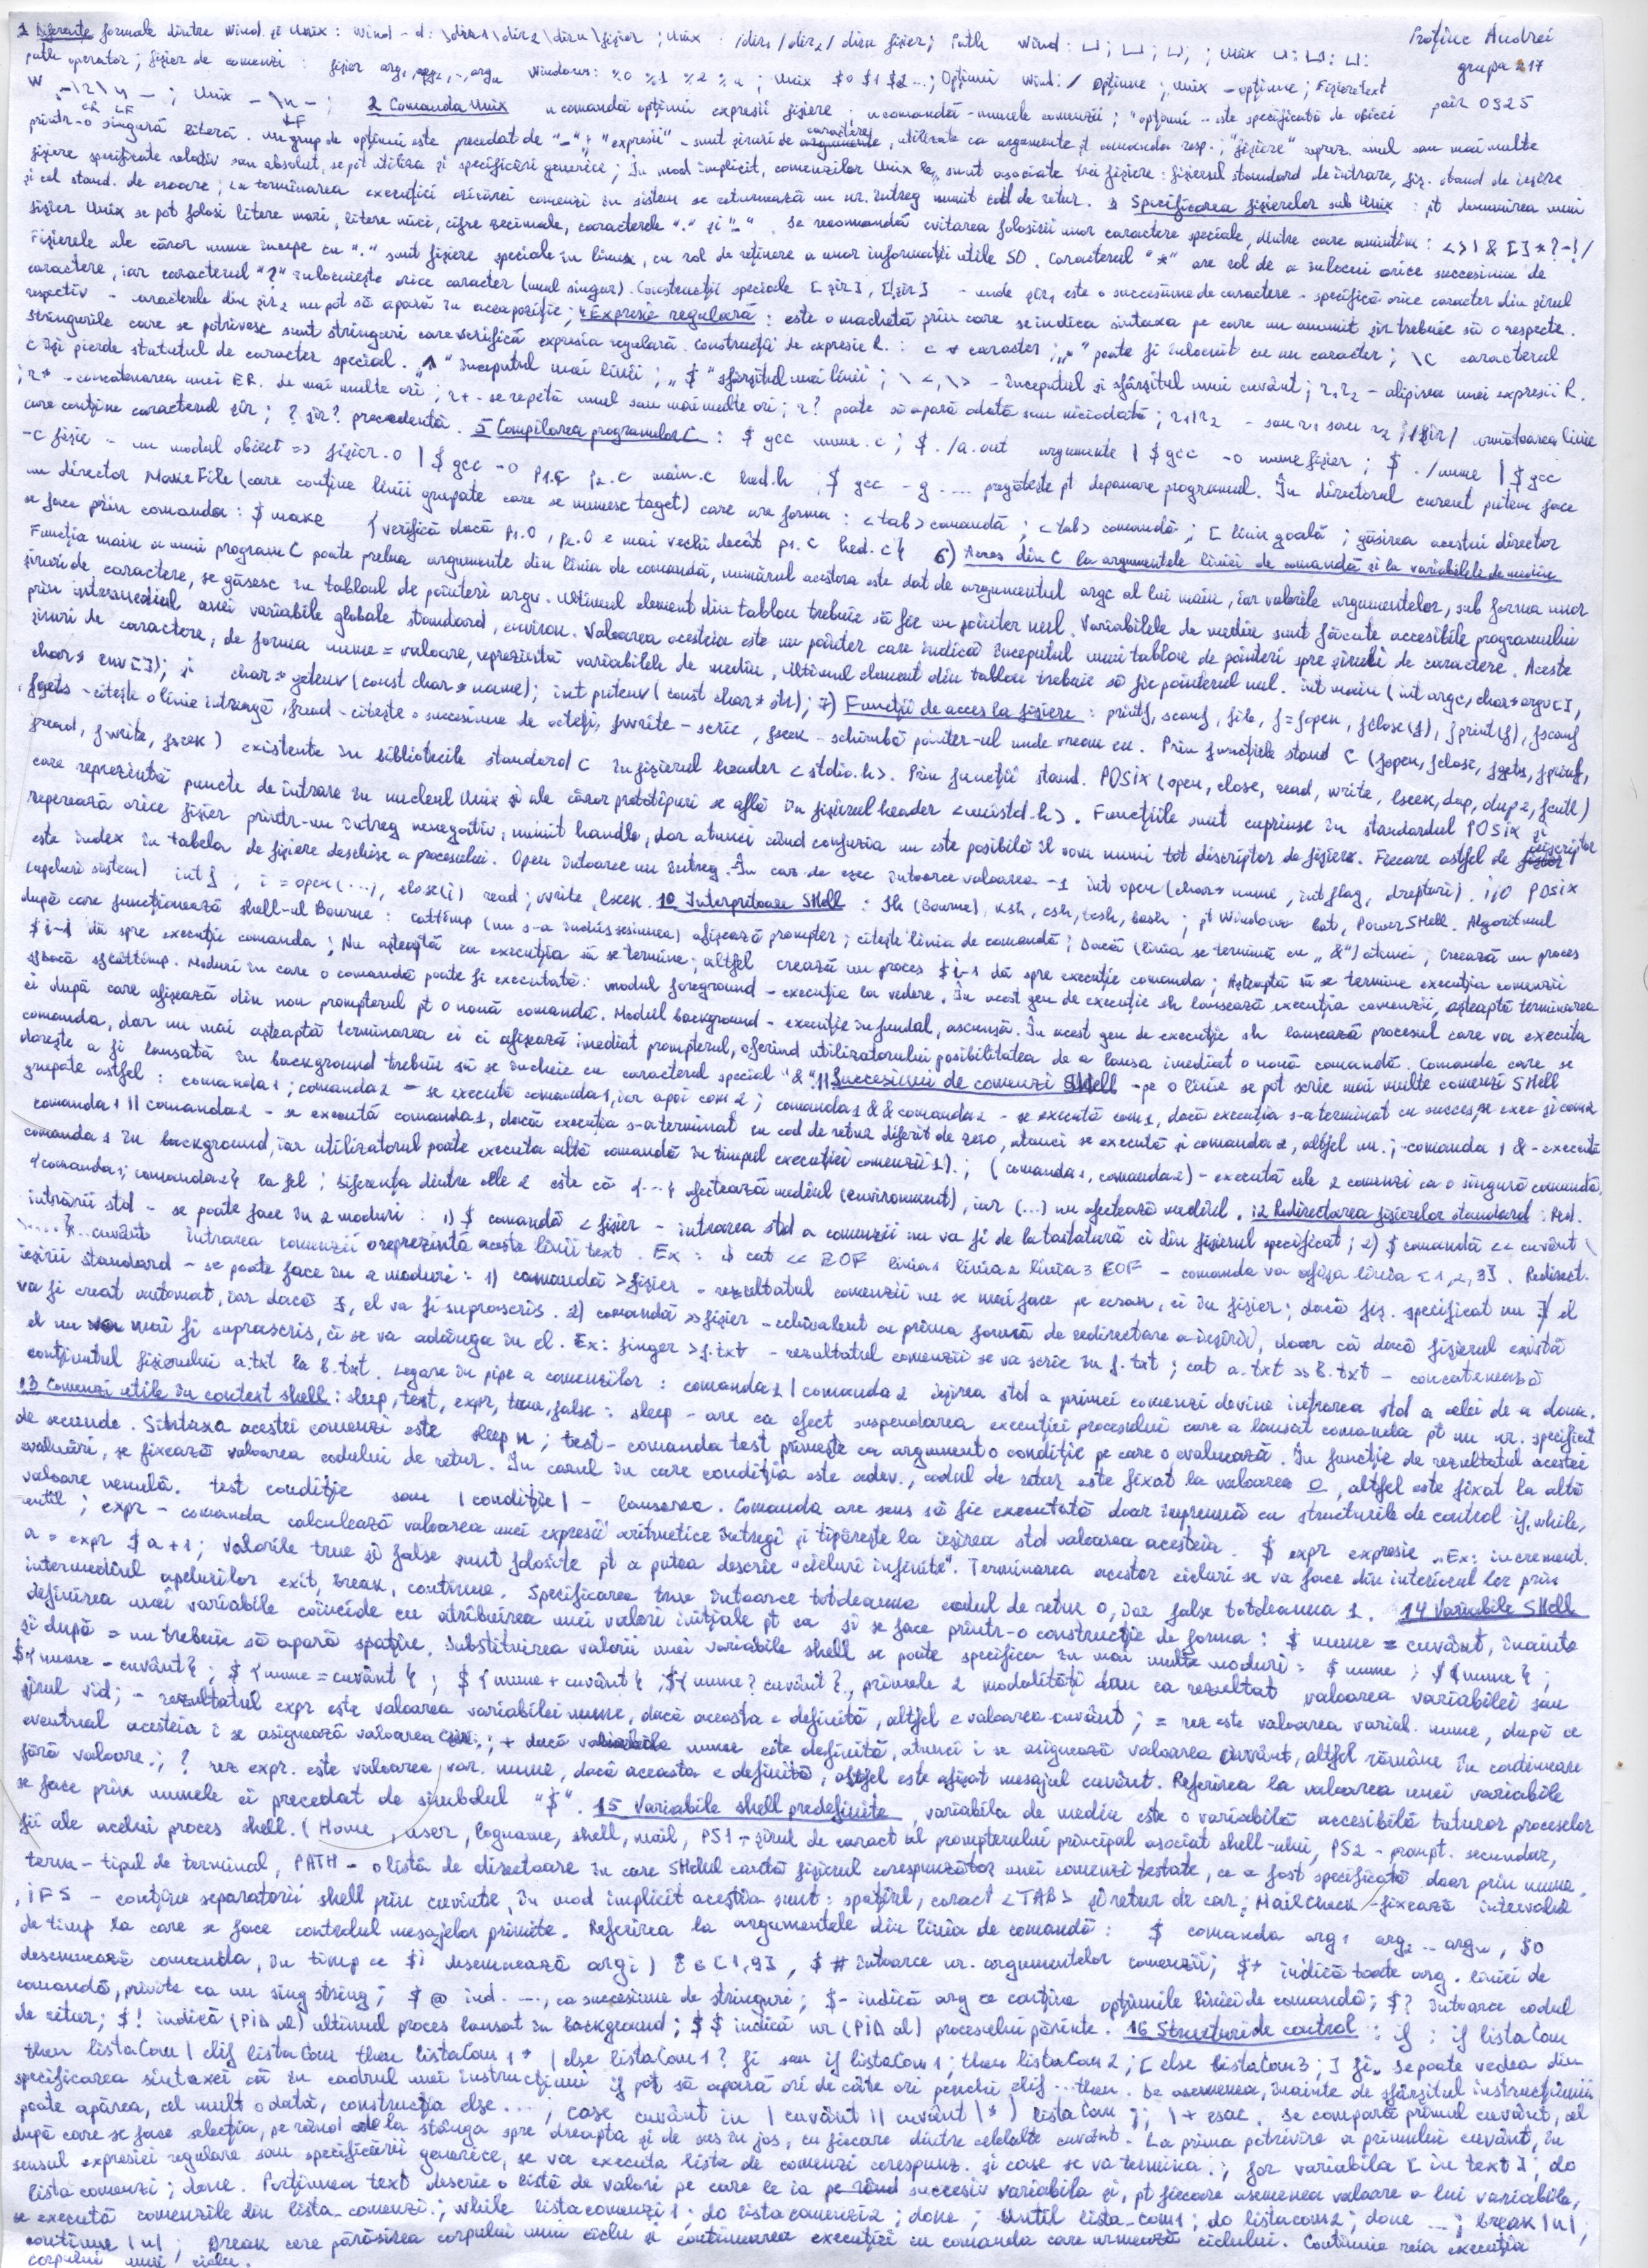 1 Diferențe formale dintre Wind. și Unix: Wind - d: \dir1\dir2\dirn\fișier ; Unix : /dir1/dir2/dirn fișier; Path Wind: ⊔; ⊔; ⊔; ; Unix ⊔: ⊔: ⊔: Profiuc Andrei
path operator; fișier de comenzi : fișier arg1, arg2, .., argn Windows: %0 %1 %2 %n ; Unix $0 $1 $2 ...; Opțiuni Wind: / opțiune ; Unix - opțiune; Fișiere text grupa 217
W -\r\n - ; Unix - \n - ; 2 Comanda Unix u comandă opțiuni expresii fișiere ; u comandă - numele comenzii ; "opțiuni - este specificată de obicei pair 0925
CR LF LF
printr-o singură literă. Un grup de opțiuni este precedat de "-" ; "expresii" - sunt șiruri de caractere, utilizate ca argumente pt comanda resp.; "fișiere" reprez. unul sau mai multe
fișiere specificate relativ sau absolut, se pot utiliza și specificări generice; În mod implicit, comenzilor Unix le sunt asociate trei fișiere: fișierul standard de intrare, fiș. stand de ieșire
și cel stand. de eroare ; La terminarea execuției oricărei comenzi în sistem se returnează un nr. întreg numit cod de retur. 3 Specificarea fișierelor sub Unix : pt denumirea unui
fișier Unix se pot folosi litere mari, litere mici, cifre zecimale, caracterele "." și "_" . Se recomandă evitarea folosirii unor caractere speciale, dintre care amintim : < > | & [ ] * ? - ! /
Fișierele ale căror nume începe cu "." sunt fișiere speciale în linux, cu rol de reținere a unor informații utile SO. Caracterul "*" are rol de a înlocui orice succesiune de
caractere, iar caracterul "?" înlocuiește orice caracter (unul singur). Construcții speciale [șir], [!șir] - unde șir1 este o succesiune de caractere - specifică orice caracter din șirul
respectiv - caracterele din șir2 nu pot să apară în acea poziție; 4 Expresie regulară : este o machetă prin care se indica sintaxa pe care un anumit șir trebuie să o respecte.
Stringurile care se potrivesc sunt stringuri care verifică expresia regulară. Construcții de expresie R. : c ∀ caracter ; "." poate fi înlocuit cu un caracter ; \c caracterul
c își pierde statutul de caracter special. "^" începutul unei linii ; "$" sfârșitul unei linii ; \<,\> - începutul și sfârșitul unui cuvânt ; r1r2 - alipirea unei expresii R.
; r* - concatenarea unei ER. de mai multe ori ; r+ - se repetă unul sau mai multe ori ; r? poate să apară odată sau niciodată ; r1|r2 - sau r1 sau r2 ; /șir/ următoarea linie
care conține caracterul șir; ? șir? precedentă. 5 Compilarea programelor C : $ gcc nume.c ; $ ./a.out argumente | $ gcc -o nume fișier ; $ ./nume | $ gcc
-c fișie - un modul obiect => fișier.o | $ gcc -o p1.c p2.c main.c hed.h $ gcc -g .... pregătește pt depanare programul. În directorul curent putem face
un director MakeFile (care conține linii grupate care se numesc taget) care are forma : <tab> comandă ; <tab> comandă ; [ linie goală ; găsirea acestui director
se face prin comanda : $ make { verifică dacă p1.o, p2.o e mai vechi decât p1.c hed.c } 6) Acces din C la argumentele liniei de comandă și la variabilele de mediu
Funcția main a unui program C poate prelua argumente din linia de comandă, numărul acestora este dat de argumentul argc al lui main, iar valorile argumentelor, sub forma unor
șiruri de caractere, se găsesc în tabloul de pointeri argv. Ultimul element din tablou trebuie să fie un pointer nul. Variabilele de mediu sunt făcute accesibile programului
prin intermediul unei variabile globale standard, environ. Valoarea acesteia este un pointer care indică începutul unui tablou de pointeri spre șiruri de caractere. Aceste
șiruri de caractere, de forma nume = valoare, reprezintă variabilele de mediu, ultimul element din tablou trebuie să fie pointerul nul. int main (int argc, char* argv[],
char* env[]); și char* getenv (const char* name); int putenv (const char* str); 7) Funcții de acces la fișiere : printf, scanf, file, f=fopen, fclose(f), fprint(f), fscanf
, fgets - citește o linie întreagă, fread - citește o succesiune de octeți, fwrite - scrie, fseek - schimbă pointer-ul unde vrem eu. Prin funcțiile stand C (fopen, fclose, fgets, fprinf,
fread, fwrite, fseek) existente în bibliotecile standard C în fișierul header <stdio.h>. Prin funcții stand. POSIX (open, close, read, write, lseek, dup, dup2, fcntl)
care reprezintă puncte de intrare în nucleul Unix și ale căror prototipuri se află în fișierul header <unistd.h>. Funcțiile sunt cuprinse în standardul POSIX și
reperează orice fișier printr-un întreg nenegativ, numit handle, dar atunci când confuzia nu este posibilă îl vom numi tot discriptor de fișiere. Fiecare astfel de descriptor
este index în tabela de fișiere deschise a procesului. Open întoarce un întreg. În caz de eșec întoarce valoarea -1 int open (char* nume, int flag, drepturi). I/O POSIX
(apeluri sistem) int f ; i = open (...), close(i) read ; write, lseek. 10 Interpretoare SHell : Sh (Bourne), Ksh, csh, tcsh, bash ; pt Windows bat, PowerSHell. Algoritmul
după care funcționează shell-ul Bourne : cattimp (nu s-a închis sesiunea) afișează prompter ; citește linia de comandă ; Dacă (linia se termină cu "&") atunci, crează un proces
$i-1 dă spre execuție comanda ; Nu așteaptă ca execuția să se termine ; altfel crează un proces $i-1 dă spre execuție comanda ; Așteaptă să se termine execuția comenzii
sfdacă sfcattimp. Moduri în care o comandă poate fi executată: modul foreground - execuția la vedere. În acest gen de execuție sh lansează execuția comenzii, așteaptă terminarea
ei după care afișează din nou prompterul pt o nouă comandă. Modul background - execuție în fundal, ascunsă. În acest gen de execuție sh lansează procesul care va executa
comanda, dar nu mai așteaptă terminarea ei ci afișează imediat prompterul, oferind utilizatorului posibilitatea de a lansa imediat o nouă comandă. Comanda care se
dorește a fi lansată în background trebuie să se încheie cu caracterul special "&". 11 Succesiuni de comenzi SHell - pe o linie se pot scrie mai multe comenzi SHell
grupate astfel : comanda1 ; comanda2 - se execută comanda1, iar apoi com2 ; comanda1 && comanda2 - se execută com1, dacă execuția s-a terminat cu succes, se exec și com2
comanda1 || comanda2 - se execută comanda1, dacă execuția s-a terminat cu cod de retur diferit de zero, atunci se execută și comanda2, altfel nu. ; comanda 1 & - execută
comanda 1 în background, iar utilizatorul poate executa altă comandă în timpul execuției comenzii 1). ; (comanda1, comanda2) - execută cele 2 comenzi ca o singură comandă,
{comanda1; comanda2} la fel ; diferența dintre elle 2 este că {...} afectează mediul (environment), iar (...) nu afectează mediul. 12 Redirectarea fișierelor standard : Red.
intrării std - se poate face în 2 moduri : 1) $ comandă < fișier - intrarea std a comenzii nu va fi de la tastatură ci din fișierul specificat ; 2) $ comandă << cuvânt \
\..... cuvânt intrarea comenzii o reprezintă aceste linii text. Ex : $ cat << EOF linia1 linia2 linia3 EOF - comanda va afișa linia [1,2,3]. Redirect.
ieșirii standard - se poate face în 2 moduri : 1) comandă > fișier - rezultatul comenzii nu se mai face pe ecran, ci în fișier ; dacă fiș. specificat nu ∃ el
va fi creat automat, iar dacă ∃, el va fi suprascris. 2) comandă >> fișier - echivalent cu prima formă de redirectare a ieșirii, doar că dacă fișierul există
el nu mai fi suprascris, ci se va adăuga în el. Ex: finger > f.txt - rezultatul comenzii se va scrie în f.txt ; cat a.txt >> b.txt - concatenează
conținutul fișierului a.txt la b.txt. Legare în pipe a comenzilor : comanda1 | comanda2 ieșirea std a primei comenzi devine intrarea std a celei de a doua.
13 Comenzi utile în context shell : sleep, test, expr, true, false : sleep - are ca efect suspendarea execuției procesului care a lansat comanda pt un nr. specificat
de secunde. Sintaxa acestei comenzi este sleep n ; test - comanda test primește ca argument o condiție pe care o evaluează. În funcție de rezultatul acestei
evaluări, se fixează valoarea codului de retur. În cazul în care condiția este adev., codul de retur este fixat la valoarea 0, altfel este fixat la altă
valoare nenulă. test condiție sau |condiție| - lansarea. Comanda are sens să fie executată doar împreună cu structurile de control if, while,
until ; expr - comanda calculează valoarea unei expresii aritmetice întregi și tipărește la ieșirea std valoarea acesteia. $ expr expresie „Ex: increment.
a = expr $a + 1; Valorile true și false sunt folosite pt a putea descrie "cicluri infinite". Terminarea acestor cicluri se va face din interiorul lor prin
intermediul apelurilor exit, break, continue. Specificarea true întoarce totdeauna codul de retur 0, iar false totdeauna 1. 14 Variabile SHell
definirea unei variabile coincide cu atribuirea unei valori inițiale pt ea și se face printr-o construcție de forma : $ nume = cuvânt, înainte
și după = nu trebuie să apară spațiu. Substituirea valorii unei variabile shell se poate specifica în mai multe moduri : $ nume ; ${nume} ;
${nume - cuvânt} ; ${nume = cuvânt} ; ${nume + cuvânt} ; ${nume ? cuvânt}., primele 2 modalități dau ca rezultat valoarea variabilei sau
șirul vid; - rezultatul expr este valoarea variabilei nume, dacă aceasta e definită, altfel e valoarea cuvânt ; = rez este valoarea variab. nume, după ce
eventual acesteia i se asignează valoarea cuv.; + dacă nume este definită, atunci i se asignează valoarea cuvânt, altfel rămâne în continuare
fără valoare. ; ? rez expr. este valoarea var. nume, dacă aceasta e definită, altfel este afișat mesajul cuvânt. Referirea la valoarea unei variabile
se face prin numele ei precedat de simbolul "$". 15 Variabile shell predefinite, variabila de mediu este o variabilă accesibilă tuturor proceselor
fii ale acelui proces shell. (Home, user, logname, shell, mail, PS1 - șirul de caract al prompterului principal asociat shell-ului, PS2 - prompt. secundar,
term - tipul de terminal, PATH - o listă de directoare în care SHellul caută fișierul corespunzător unei comenzi testate, ce a fost specificată doar prin nume.
, IFS - conține separatorii shell prin cuvinte, în mod implicit aceștia sunt : spațiul, caract <TAB> și retur de car ; MailCheck - fixează intervalul
de timp la care se face controlul mesajelor primite. Referirea la argumentele din linia de comandă : $ comanda arg1 arg2 ... argn, $0
desemnează comanda, în timp ce $i desemnează argi) i ∈ [1,9], $# întoarce nr. argumentelor comenzii; $* indică toate arg. liniei de
comandă, privite ca un sing string ; $@ ind. ..., ca succesiune de stringuri ; $- indică arg ce conține opțiunile liniei de comandă ; $? întoarce codul
de retur; $! indică (PID al) ultimul proces lansat în background ; $$ indică nr (PID al) procesului părinte. 16 Structuri de control : if : if listaCom
then listaCom | elif listaCom then listaCom 1* | else listaCom1 ? fi sau if listaCom1 ; then listaCom2 ; [ else listaCom3 ; ] fi. Se poate vedea din
specificarea sintaxei că în cadrul unei instrucțiuni if pot să apară ori de câte ori perechi elif ... then. De asemenea, înainte de sfârșitul instrucțiunii
poate apărea, cel mult odată, construcția else... ; case cuvânt in | cuvânt || cuvânt |* ) listaCom ;; 1+ esac. Se compară primul cuvânt, cel
după care se face selecția, pe rând de la stânga spre dreapta și de sus în jos, cu fiecare dintre celelalte cuvânt. La prima potrivire a primului cuvânt, în
sensul expresiei regulare sau specificării generice, se va executa lista de comenzi corespunz. și case se va termina. ; for variabila [ in text ] ; do
lista comenzi ; done. Porțiunea text descrie o listă de valori pe care le ia pe rând succesiv variabila și, pt fiecare asemenea valoare a lui variabila,
se execută comenzile din lista_comenzi. ; while lista comenzi1 ; do lista comenzi2 ; done ; Until lista_com1 ; do lista com2 ; done ... ; break |n| ;
continue |n| ; Break cere părăsirea corpului unui ciclu și continuarea execuției cu comanda care urmează ciclului. Continue reia execuția
corpului unui ciclu.